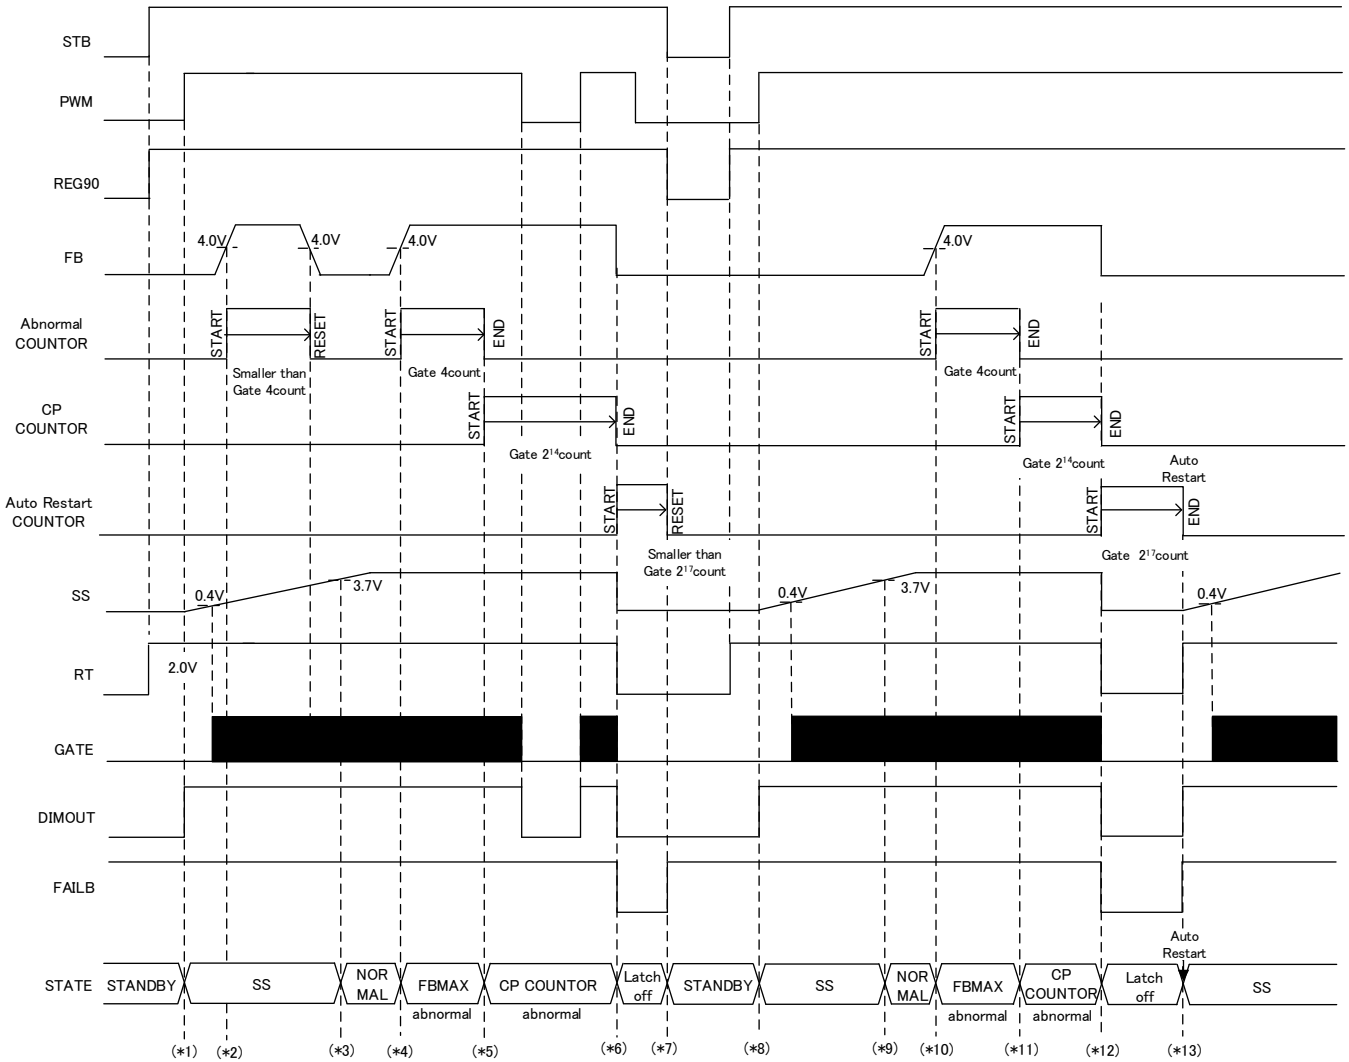 STB
PWM
REG90
4.0V
4.0V
4.0V
4.0V
FB
START
RESET
START
END
START
END
Abnormal
COUNTOR
Smaller than
Gate 4count
Gate 4count
Gate 4count
CP
COUNTOR
START
END
START
END
Gate 2¹⁴count
Gate 2¹⁴count
Auto
Restart
Auto Restart
COUNTOR
START
RESET
START
END
Smaller than
Gate 2¹⁷count
Gate 2¹⁷count
SS
0.4V
3.7V
0.4V
3.7V
0.4V
RT
2.0V
GATE
DIMOUT
FAILB
Auto
Restart
STATE
STANDBY
SS
NOR
MAL
FBMAX
CP COUNTOR
Latch
off
STANDBY
SS
NOR
MAL
FBMAX
CP
COUNTOR
Latch
off
SS
abnormal
abnormal
abnormal
abnormal
(*1)
(*2)
(*3)
(*4)
(*5)
(*6)
(*7)
(*8)
(*9)
(*10)
(*11)
(*12)
(*13)